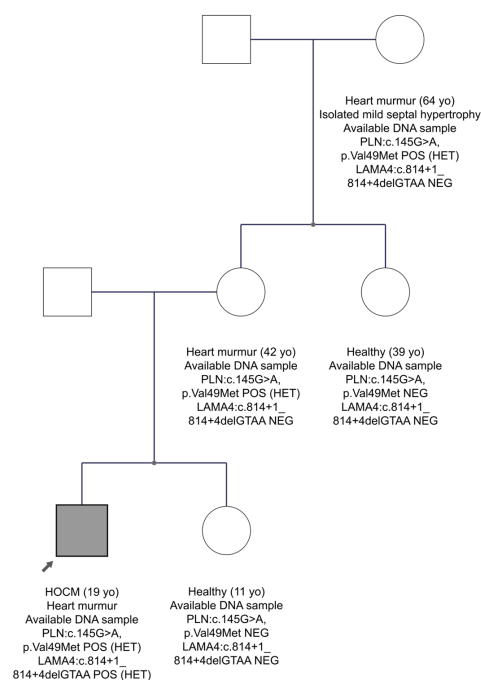 Heart murmur (64 yo)
Isolated mild septal hypertrophy
Available DNA sample
PLN:c.145G>A,
p.Val49Met POS (HET)
LAMA4:c.814+1_
814+4delGTAA NEG
Heart murmur (42 yo)
Available DNA sample
PLN:c.145G>A,
p.Val49Met POS (HET)
LAMA4:c.814+1_
814+4delGTAA NEG
Healthy (39 yo)
Available DNA sample
PLN:c.145G>A,
p.Val49Met NEG
LAMA4:c.814+1_
814+4delGTAA NEG
HOCM (19 yo)
Heart murmur
Available DNA sample
PLN:c.145G>A,
p.Val49Met POS (HET)
LAMA4:c.814+1_
814+4delGTAA POS (HET)
Healthy (11 yo)
Available DNA sample
PLN:c.145G>A,
p.Val49Met NEG
LAMA4:c.814+1_
814+4delGTAA NEG